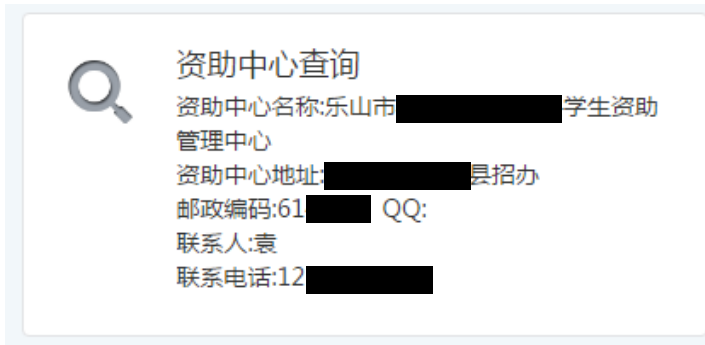 资助中心查询
资助中心名称:乐山市 学生资助
管理中心
资助中心地址: 县招办
邮政编码:61 QQ:
联系人:袁
联系电话:12